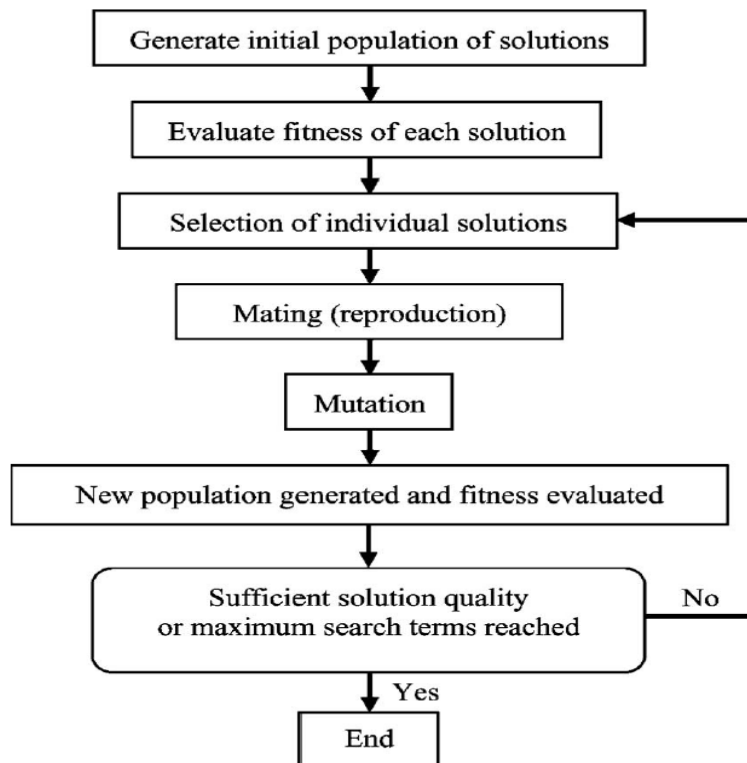 Generate initial population of solutions
Evaluate fitness of each solution
Selection of individual solutions
Mating (reproduction)
Mutation
New population generated and fitness evaluated
Sufficient solution quality
or maximum search terms reached
No
Yes
End